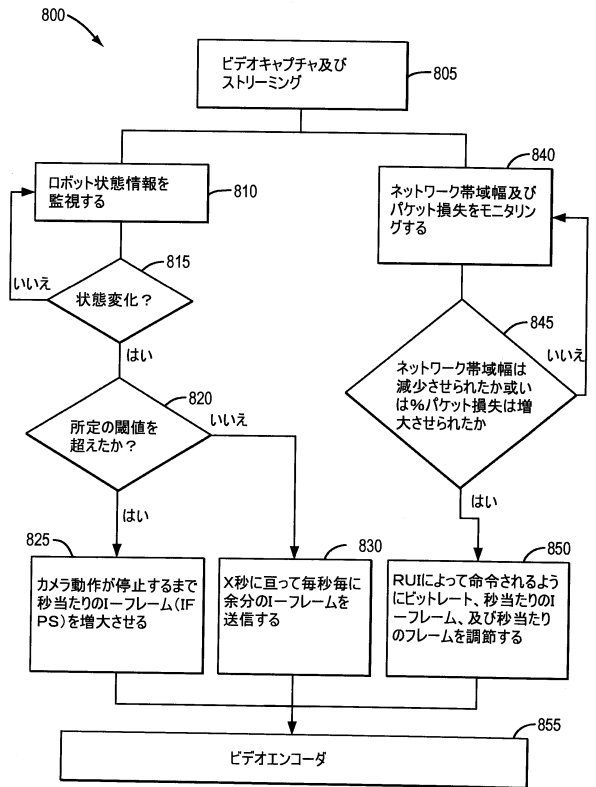 800
ビデオキャプチャ及び
ストリーミング
805
ロボット状態情報を
監視する
810
いいえ
状態変化?
815
はい
所定の閾値を
超えたか?
820
いいえ
はい
825
カメラ動作が停止するまで
秒当たりのI－フレーム(IF
PS)を増大させる
830
X秒に亘って毎秒毎に
余分のI－フレームを
送信する
840
ネットワーク帯域幅及び
パケット損失をモニタリン
グする
845
いいえ
ネットワーク帯域幅は
減少させられたか或い
は%パケット損失は増
大させられたか
はい
850
RUIによって命令されるよう
にビットレート、秒当たりのI
－フレーム、及び秒当たり
のフレームを調節する
855
ビデオエンコーダ